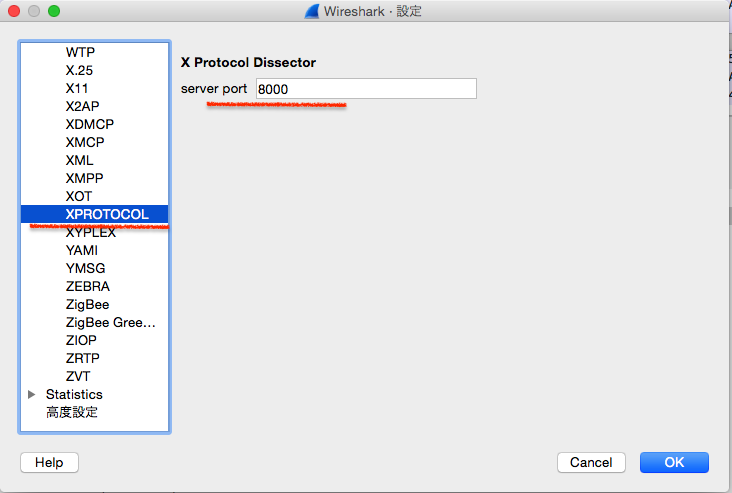 Wireshark · 設定
WTP
X.25
X11
X2AP
XDMCP
XMCP
XML
XMPP
XOT
XPROTOCOL
XYPLEX
YAMI
YMSG
ZEBRA
ZigBee
ZigBee Gree…
ZIOP
ZRTP
ZVT
Statistics
高度設定
X Protocol Dissector
server port 8000
Help
Cancel
OK